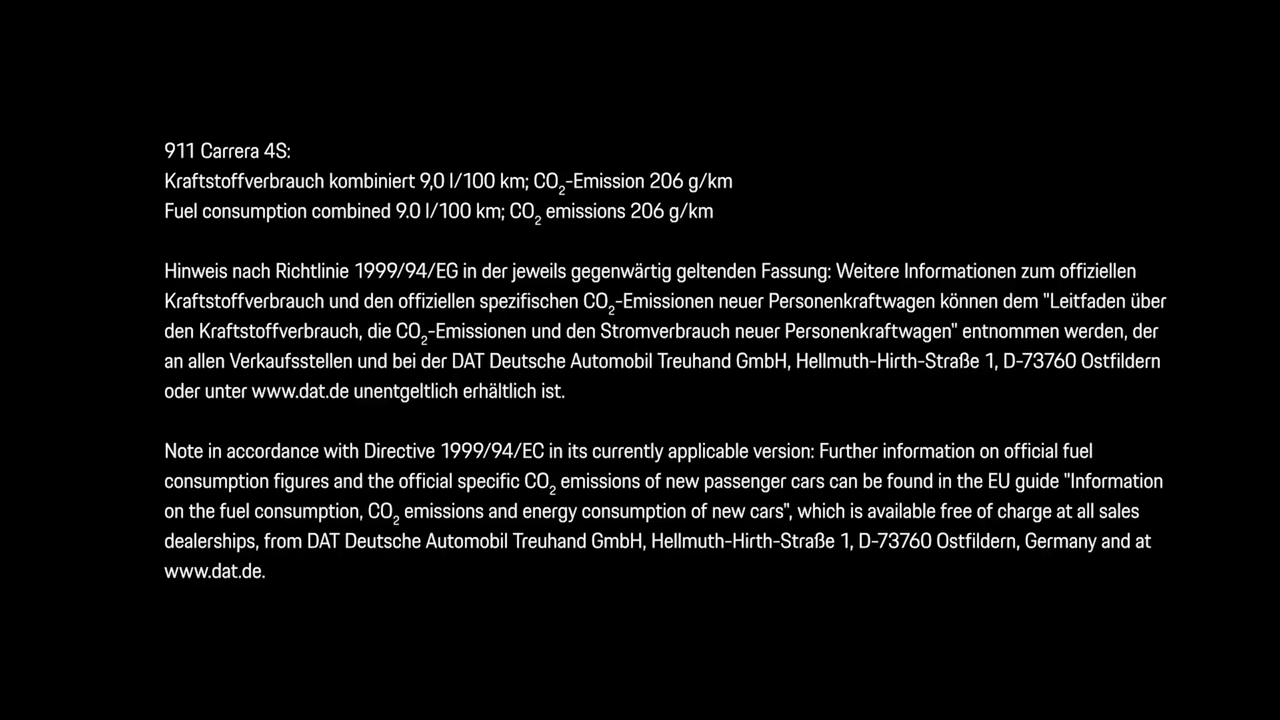 911 Carrera 4S:
Kraftstoffverbrauch kombiniert 9,0 l/100 km; CO₂-Emission 206 g/km
Fuel consumption combined 9.0 l/100 km; CO₂ emissions 206 g/km
Hinweis nach Richtlinie 1999/94/EG in der jeweils gegenwärtig geltenden Fassung: Weitere Informationen zum offiziellen
Kraftstoffverbrauch und den offiziellen spezifischen CO₂-Emissionen neuer Personenkraftwagen können dem "Leitfaden über
den Kraftstoffverbrauch, die CO₂-Emissionen und den Stromverbrauch neuer Personenkraftwagen" entnommen werden, der
an allen Verkaufsstellen und bei der DAT Deutsche Automobil Treuhand GmbH, Hellmuth-Hirth-Straße 1, D-73760 Ostfildern
oder unter www.dat.de unentgeltlich erhältlich ist.
Note in accordance with Directive 1999/94/EC in its currently applicable version: Further information on official fuel
consumption figures and the official specific CO₂ emissions of new passenger cars can be found in the EU guide "Information
on the fuel consumption, CO₂ emissions and energy consumption of new cars", which is available free of charge at all sales
dealerships, from DAT Deutsche Automobil Treuhand GmbH, Hellmuth-Hirth-Straße 1, D-73760 Ostfildern, Germany and at
www.dat.de.